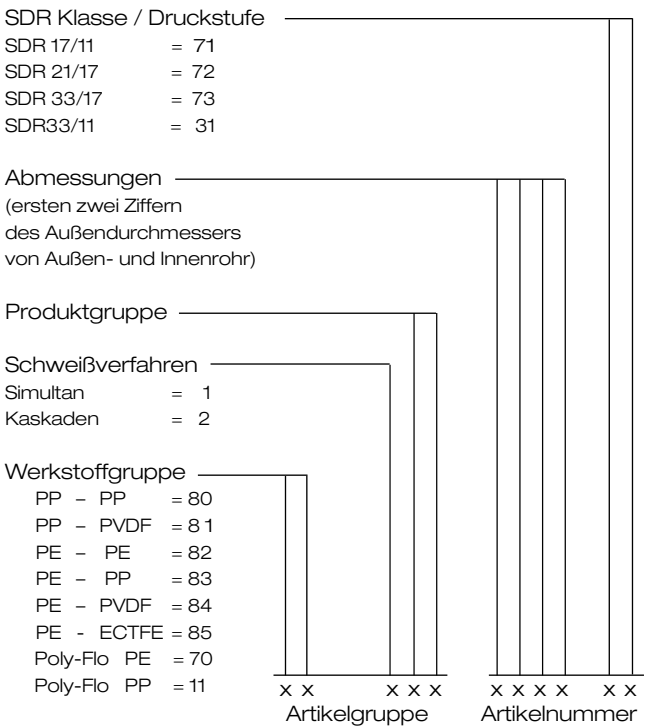 SDR Klasse / Druckstufe
SDR 17/11 = 71
SDR 21/17 = 72
SDR 33/17 = 73
SDR33/11 = 31
Abmessungen
(ersten zwei Ziffern
des Außendurchmessers
von Außen- und Innenrohr)
Produktgruppe
Schweißverfahren
Simultan = 1
Kaskaden = 2
Werkstoffgruppe
PP – PP = 80
PP – PVDF = 81
PE – PE = 82
PE – PP = 83
PE – PVDF = 84
PE - ECTFE = 85
Poly-Flo PE = 70
Poly-Flo PP = 11
x x x x x x x x x x x
Artikelgruppe Artikelnummer